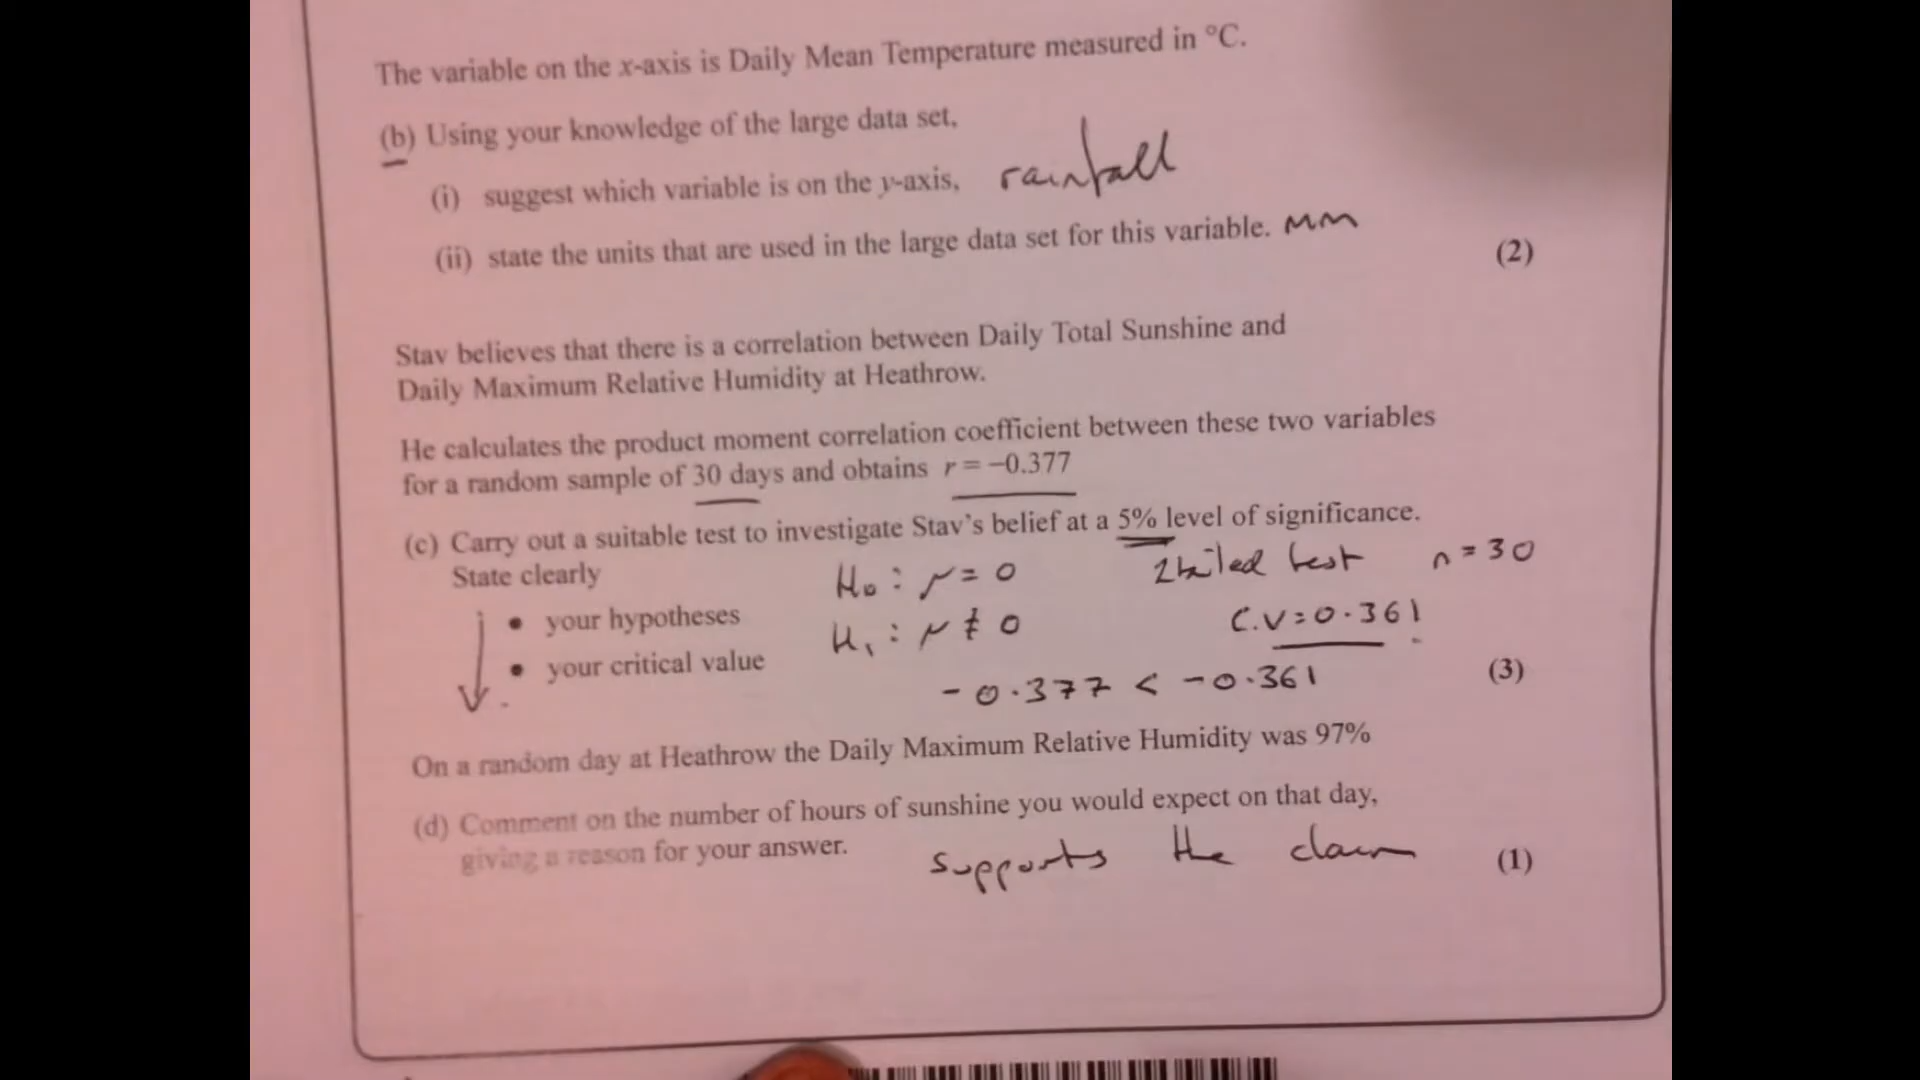 The variable on the x-axis is Daily Mean Temperature measured in °C.
(b) Using your knowledge of the large data set,
(i) suggest which variable is on the y-axis, rainfall
(ii) state the units that are used in the large data set for this variable. mm
(2)
Stav believes that there is a correlation between Daily Total Sunshine and
Daily Maximum Relative Humidity at Heathrow.
He calculates the product moment correlation coefficient between these two variables
for a random sample of 30 days and obtains r = −0.377
(c) Carry out a suitable test to investigate Stav's belief at a 5% level of significance.
State clearly H₀ : μ = 0 2 tailed test n = 30
• your hypotheses H₁ : μ ≠ 0 C.V = 0.361
• your critical value -0.377 < -0.361 (3)
On a random day at Heathrow the Daily Maximum Relative Humidity was 97%
(d) Comment on the number of hours of sunshine you would expect on that day,
giving a reason for your answer. supports the claim (1)